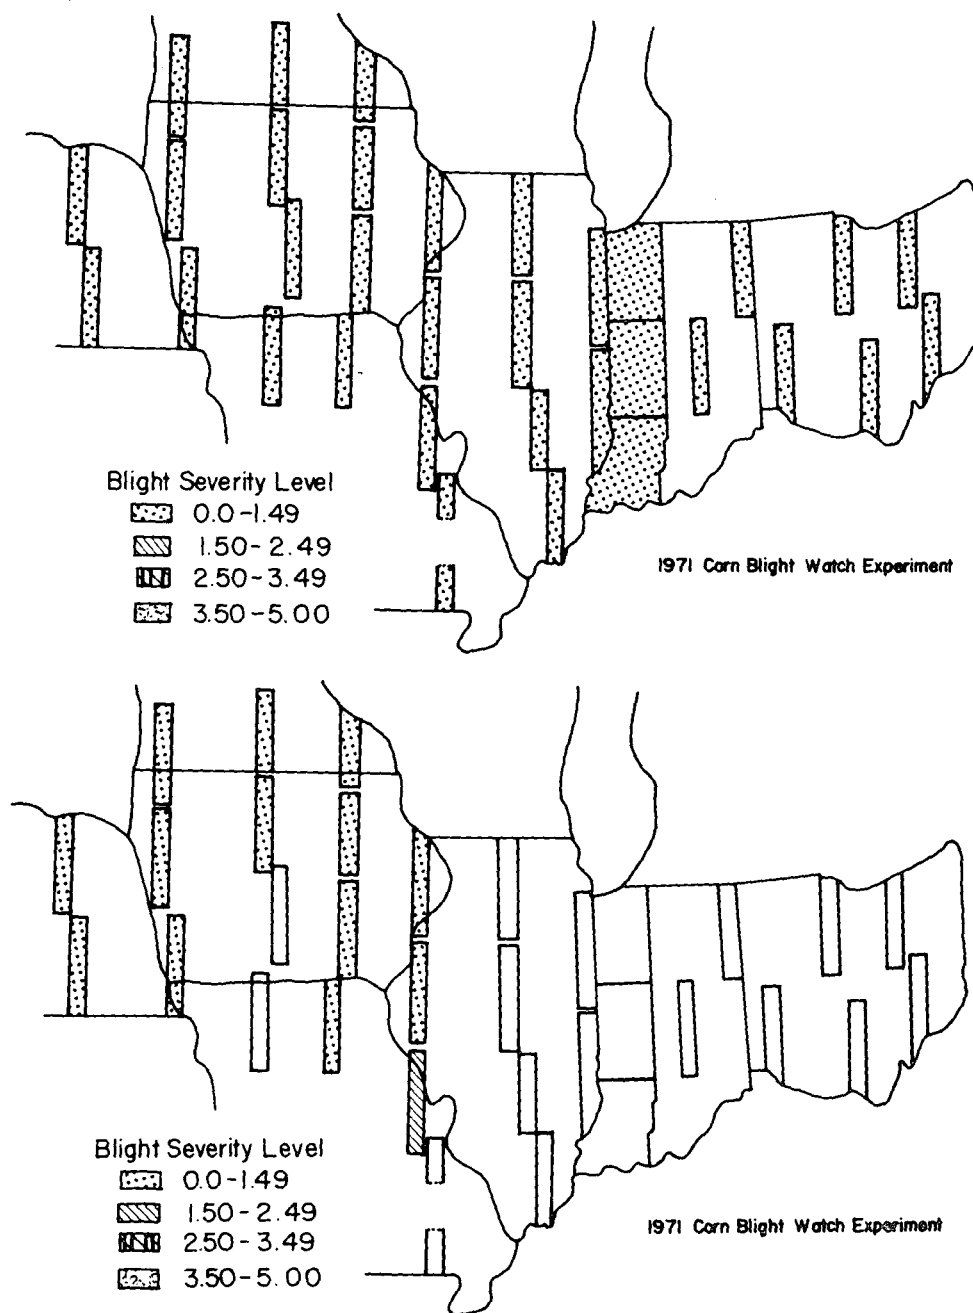 Blight Severity Level
0.0-1.49
1.50-2.49
2.50-3.49
3.50-5.00
1971 Corn Blight Watch Experiment
Blight Severity Level
0.0-1.49
1.50-2.49
2.50-3.49
3.50-5.00
1971 Corn Blight Watch Experiment